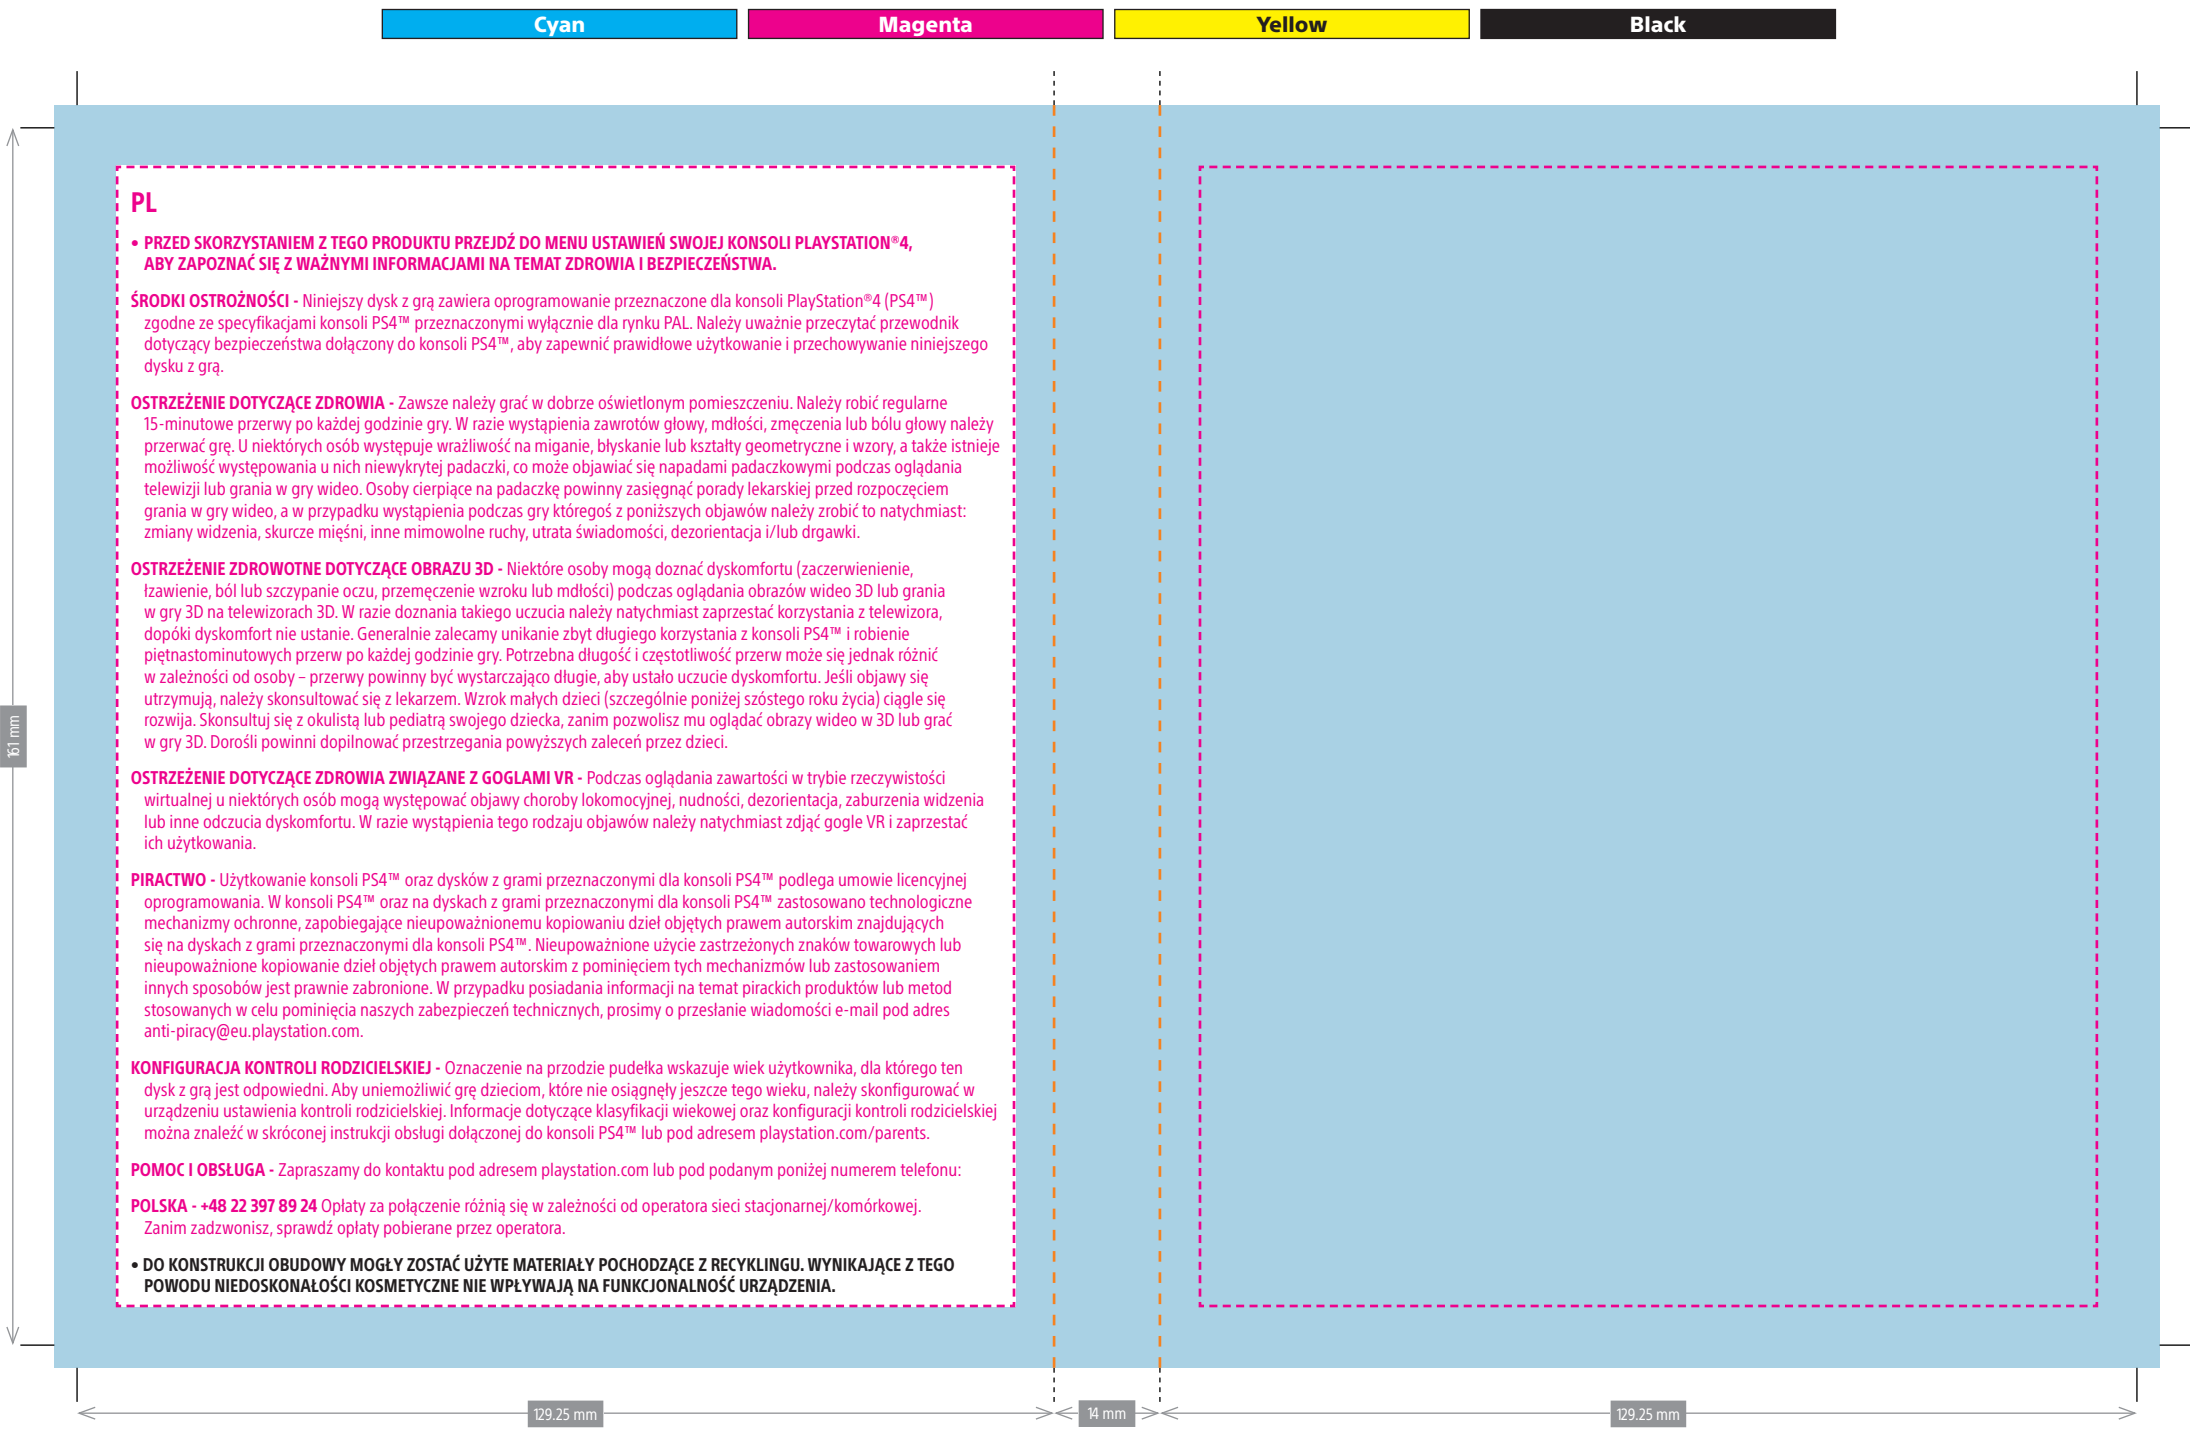 Cyan
Magenta
Yellow
Black
PL
• PRZED SKORZYSTANIEM Z TEGO PRODUKTU PRZEJDŹ DO MENU USTAWIEŃ SWOJEJ KONSOLI PLAYSTATION®4,
ABY ZAPOZNAĆ SIĘ Z WAŻNYMI INFORMACJAMI NA TEMAT ZDROWIA I BEZPIECZEŃSTWA.
ŚRODKI OSTROŻNOŚCI - Niniejszy dysk z grą zawiera oprogramowanie przeznaczone dla konsoli PlayStation®4 (PS4™)
zgodne ze specyfikacjami konsoli PS4™ przeznaczonymi wyłącznie dla rynku PAL. Należy uważnie przeczytać przewodnik
dotyczący bezpieczeństwa dołączony do konsoli PS4™, aby zapewnić prawidłowe użytkowanie i przechowywanie niniejszego
dysku z grą.
OSTRZEŻENIE DOTYCZĄCE ZDROWIA - Zawsze należy grać w dobrze oświetlonym pomieszczeniu. Należy robić regularne
15-minutowe przerwy po każdej godzinie gry. W razie wystąpienia zawrotów głowy, mdłości, zmęczenia lub bólu głowy należy
przerwać grę. U niektórych osób występuje wrażliwość na miganie, błyskanie lub kształty geometryczne i wzory, a także istnieje
możliwość występowania u nich niewykrytej padaczki, co może objawiać się napadami padaczkowymi podczas oglądania
telewizji lub grania w gry wideo. Osoby cierpiące na padaczkę powinny zasięgnąć porady lekarskiej przed rozpoczęciem
grania w gry wideo, a w przypadku wystąpienia podczas gry któregoś z poniższych objawów należy zrobić to natychmiast:
zmiany widzenia, skurcze mięśni, inne mimowolne ruchy, utrata świadomości, dezorientacja i/lub drgawki.
OSTRZEŻENIE ZDROWOTNE DOTYCZĄCE OBRAZU 3D - Niektóre osoby mogą doznać dyskomfortu (zaczerwienienie,
łzawienie, ból lub szczypanie oczu, przemęczenie wzroku lub mdłości) podczas oglądania obrazów wideo 3D lub grania
w gry 3D na telewizorach 3D. W razie doznania takiego uczucia należy natychmiast zaprzestać korzystania z telewizora,
dopóki dyskomfort nie ustanie. Generalnie zalecamy unikanie zbyt długiego korzystania z konsoli PS4™ i robienie
piętnastominutowych przerw po każdej godzinie gry. Potrzebna długość i częstotliwość przerw może się jednak różnić
w zależności od osoby – przerwy powinny być wystarczająco długie, aby ustało uczucie dyskomfortu. Jeśli objawy się
utrzymują, należy skonsultować się z lekarzem. Wzrok małych dzieci (szczególnie poniżej szóstego roku życia) ciągle się
rozwija. Skonsultuj się z okulistą lub pediatrą swojego dziecka, zanim pozwolisz mu oglądać obrazy wideo w 3D lub grać
w gry 3D. Dorośli powinni dopilnować przestrzegania powyższych zaleceń przez dzieci.
OSTRZEŻENIE DOTYCZĄCE ZDROWIA ZWIĄZANE Z GOGLAMI VR - Podczas oglądania zawartości w trybie rzeczywistości
wirtualnej u niektórych osób mogą występować objawy choroby lokomocyjnej, nudności, dezorientacja, zaburzenia widzenia
lub inne odczucia dyskomfortu. W razie wystąpienia tego rodzaju objawów należy natychmiast zdjąć gogle VR i zaprzestać
ich użytkowania.
PIRACTWO - Użytkowanie konsoli PS4™ oraz dysków z grami przeznaczonymi dla konsoli PS4™ podlega umowie licencyjnej
oprogramowania. W konsoli PS4™ oraz na dyskach z grami przeznaczonymi dla konsoli PS4™ zastosowano technologiczne
mechanizmy ochronne, zapobiegające nieupoważnionemu kopiowaniu dzieł objętych prawem autorskim znajdujących
się na dyskach z grami przeznaczonymi dla konsoli PS4™. Nieupoważnione użycie zastrzeżonych znaków towarowych lub
nieupoważnione kopiowanie dzieł objętych prawem autorskim z pominięciem tych mechanizmów lub zastosowaniem
innych sposobów jest prawnie zabronione. W przypadku posiadania informacji na temat pirackich produktów lub metod
stosowanych w celu pominięcia naszych zabezpieczeń technicznych, prosimy o przesłanie wiadomości e-mail pod adres
anti-piracy@eu.playstation.com.
KONFIGURACJA KONTROLI RODZICIELSKIEJ - Oznaczenie na przodzie pudełka wskazuje wiek użytkownika, dla którego ten
dysk z grą jest odpowiedni. Aby uniemożliwić grę dzieciom, które nie osiągnęły jeszcze tego wieku, należy skonfigurować w
urządzeniu ustawienia kontroli rodzicielskiej. Informacje dotyczące klasyfikacji wiekowej oraz konfiguracji kontroli rodzicielskiej
można znaleźć w skróconej instrukcji obsługi dołączonej do konsoli PS4™ lub pod adresem playstation.com/parents.
POMOC I OBSŁUGA - Zapraszamy do kontaktu pod adresem playstation.com lub pod podanym poniżej numerem telefonu:
POLSKA - +48 22 397 89 24 Opłaty za połączenie różnią się w zależności od operatora sieci stacjonarnej/komórkowej.
Zanim zadzwonisz, sprawdź opłaty pobierane przez operatora.
• DO KONSTRUKCJI OBUDOWY MOGŁY ZOSTAĆ UŻYTE MATERIAŁY POCHODZĄCE Z RECYKLINGU. WYNIKAJĄCE Z TEGO
POWODU NIEDOSKONAŁOŚCI KOSMETYCZNE NIE WPŁYWAJĄ NA FUNKCJONALNOŚĆ URZĄDZENIA.
161 mm
129.25 mm
14 mm
129.25 mm